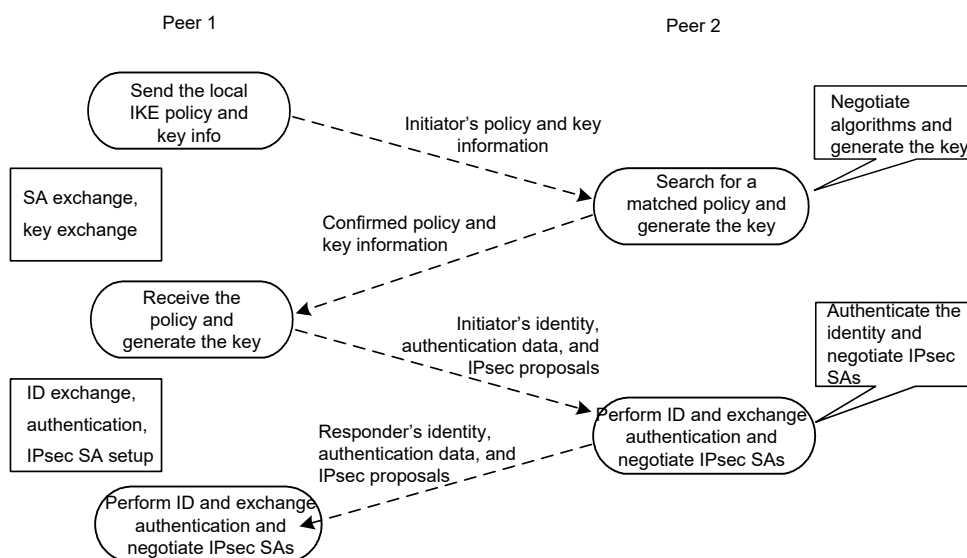 Peer 1
Peer 2
Send the local
IKE policy and
key info
Initiator's policy and key
information
Negotiate
algorithms and
generate the key
SA exchange,
key exchange
Search for a
matched policy and
generate the key
Confirmed policy and
key information
Receive the
policy and
generate the key
Initiator's identity,
authentication data, and
IPsec proposals
Authenticate the
identity and
negotiate IPsec
SAs
ID exchange,
authentication,
IPsec SA setup
Perform ID and exchange
authentication and
negotiate IPsec SAs
Responder's identity,
authentication data, and
IPsec proposals
Perform ID and exchange
authentication and
negotiate IPsec SAs